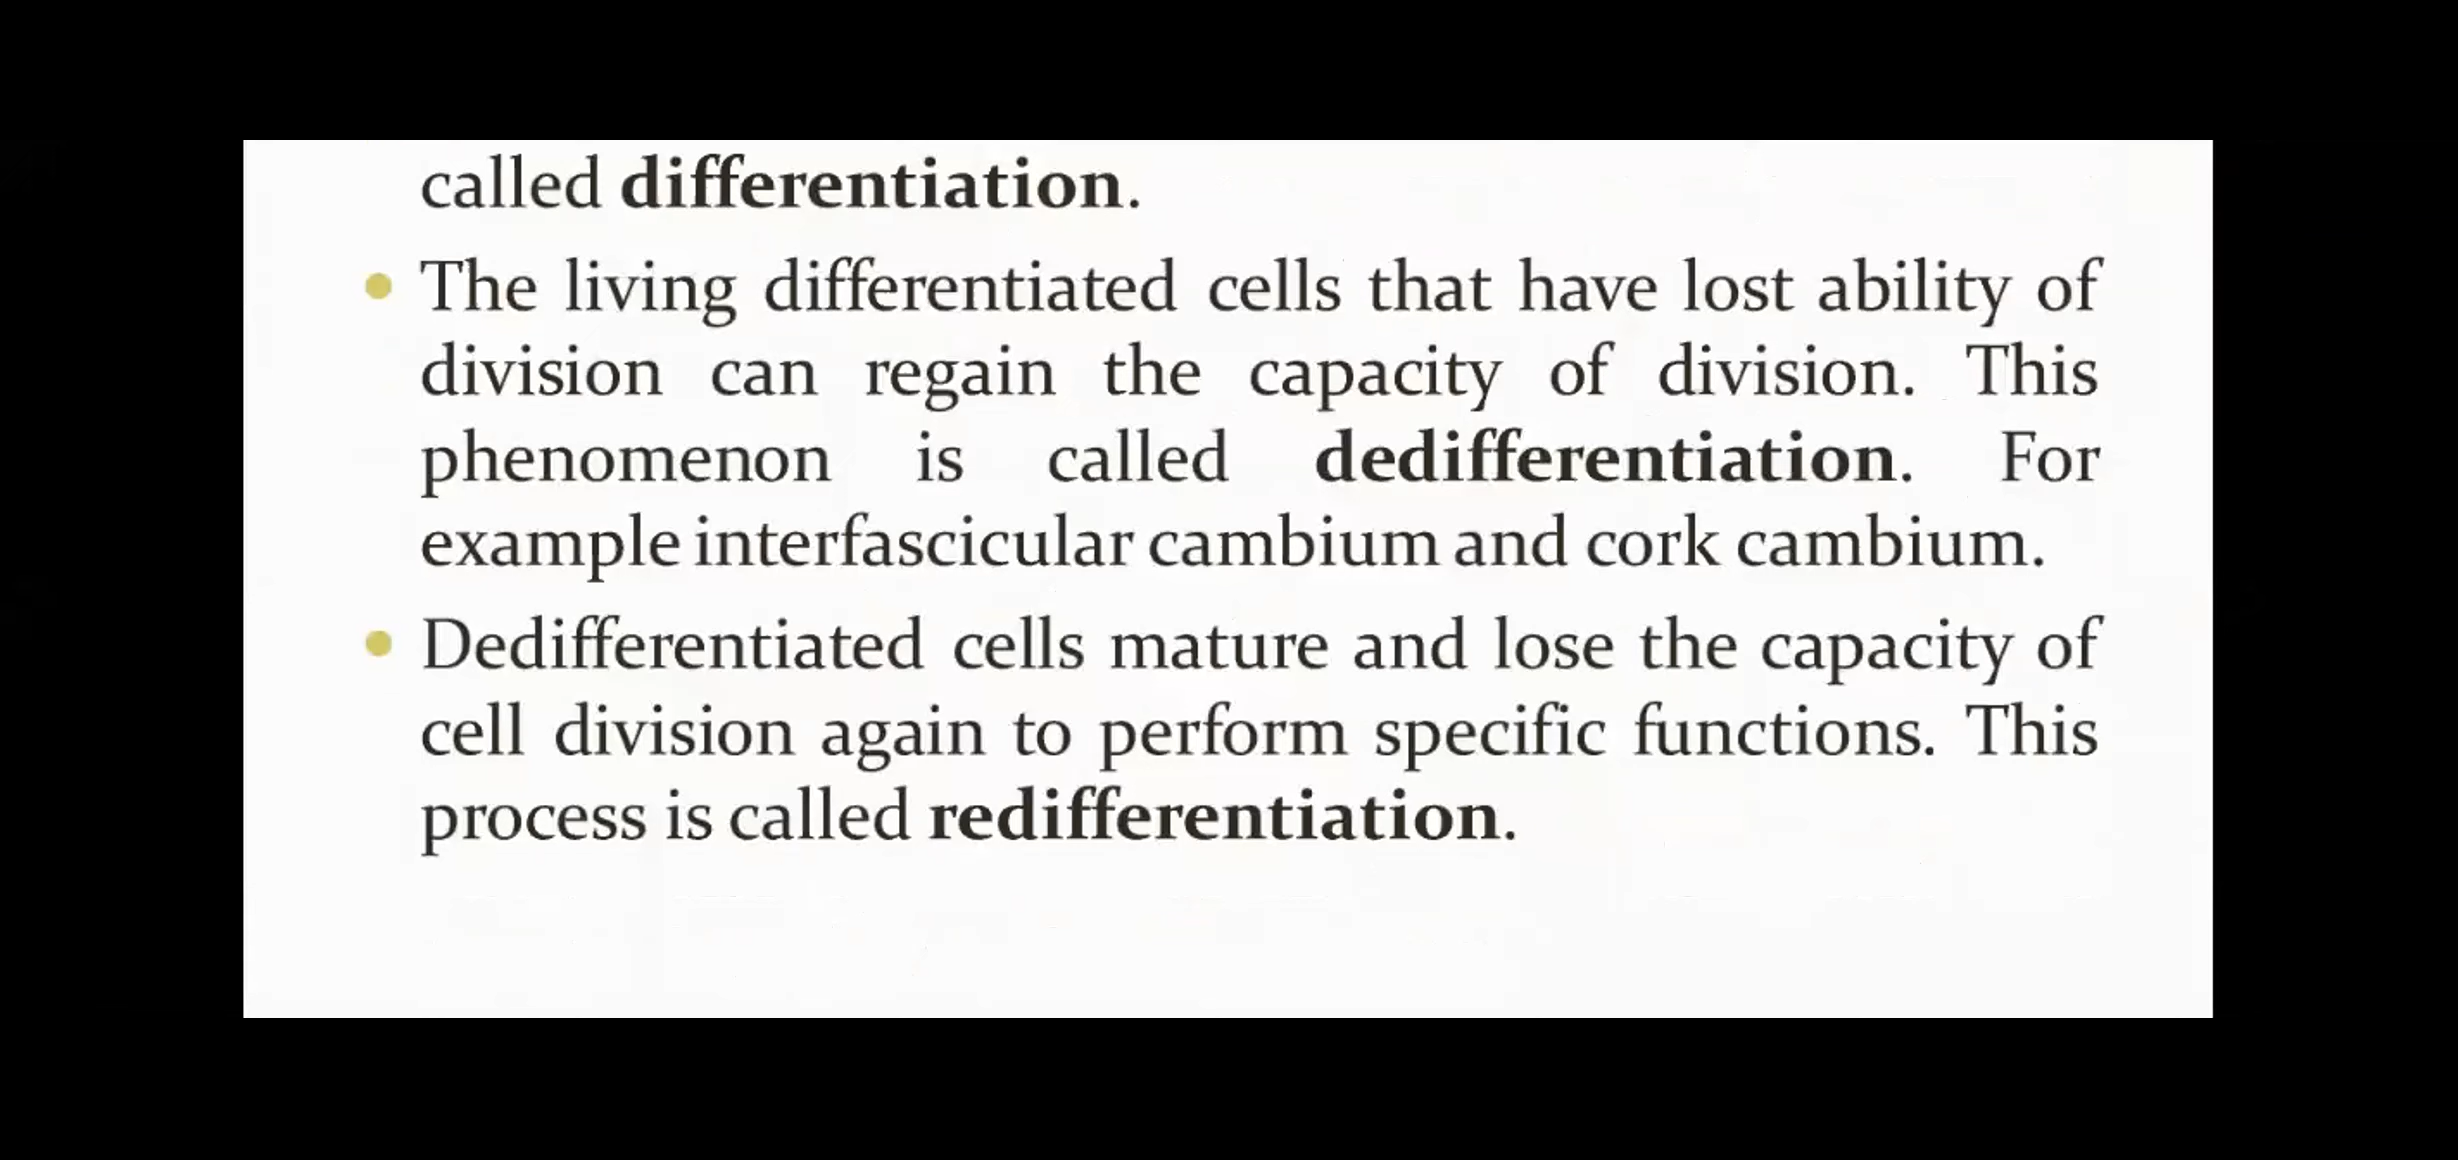 called differentiation.
• The living differentiated cells that have lost ability of
division can regain the capacity of division. This
phenomenon is called dedifferentiation. For
example interfascicular cambium and cork cambium.
• Dedifferentiated cells mature and lose the capacity of
cell division again to perform specific functions. This
process is called redifferentiation.